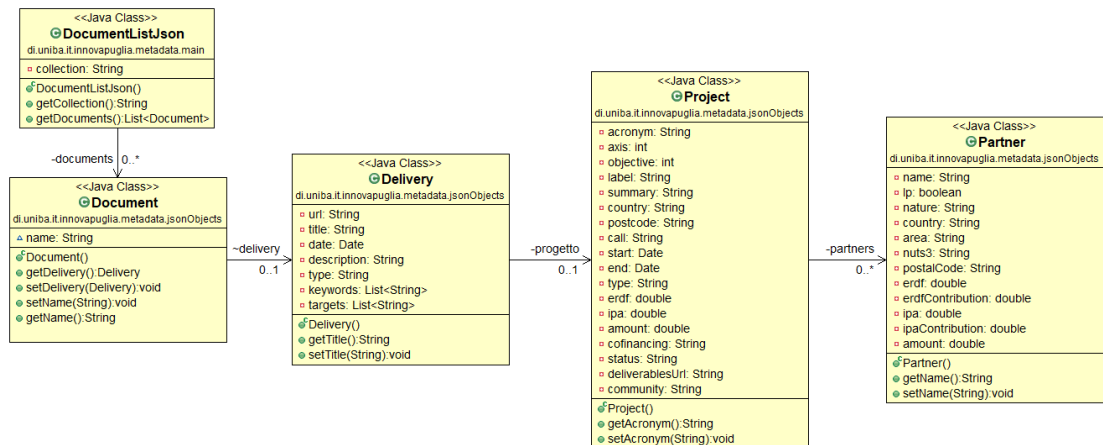 <<Java Class>>
DocumentListJson
di.uniba.it.innovapuglia.metadata.main
collection: String
DocumentListJson()
getCollection():String
getDocuments():List<Document>
-documents
0..*
<<Java Class>>
Document
di.uniba.it.innovapuglia.metadata.jsonObjects
name: String
Document()
getDelivery():Delivery
setDelivery(Delivery):void
setName(String):void
getName():String
~delivery
0..1
<<Java Class>>
Delivery
di.uniba.it.innovapuglia.metadata.jsonObjects
url: String
title: String
date: Date
description: String
type: String
keywords: List<String>
targets: List<String>
Delivery()
getTitle():String
setTitle(String):void
-progetto
0..1
<<Java Class>>
Project
di.uniba.it.innovapuglia.metadata.jsonObjects
acronym: String
axis: int
objective: int
label: String
summary: String
country: String
postcode: String
call: String
start: Date
end: Date
type: String
erdf: double
ipa: double
amount: double
cofinancing: String
status: String
deliverablesUrl: String
community: String
Project()
getAcronym():String
setAcronym(String):void
-partners
0..*
<<Java Class>>
Partner
di.uniba.it.innovapuglia.metadata.jsonObjects
name: String
lp: boolean
nature: String
country: String
area: String
nuts3: String
postalCode: String
erdf: double
erdfContribution: double
ipa: double
ipaContribution: double
amount: double
Partner()
getName():String
setName(String):void